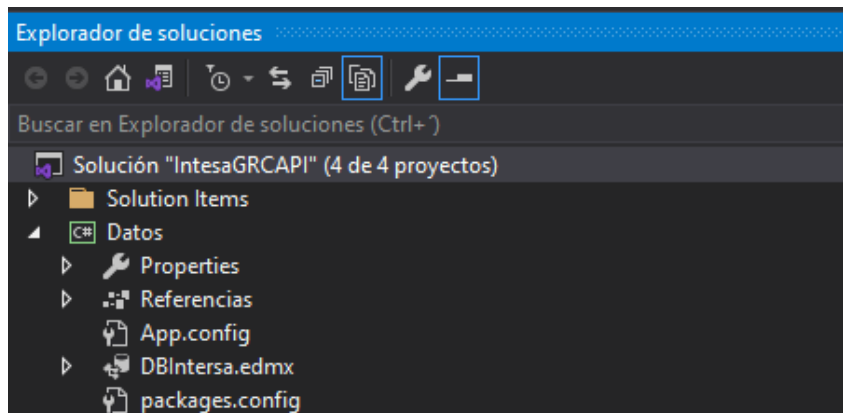 Explorador de soluciones
Buscar en Explorador de soluciones (Ctrl+´)
Solución "IntesaGRCAPI" (4 de 4 proyectos)
Solution Items
C# Datos
Properties
Referencias
App.config
DBIntersa.edmx
packages.config